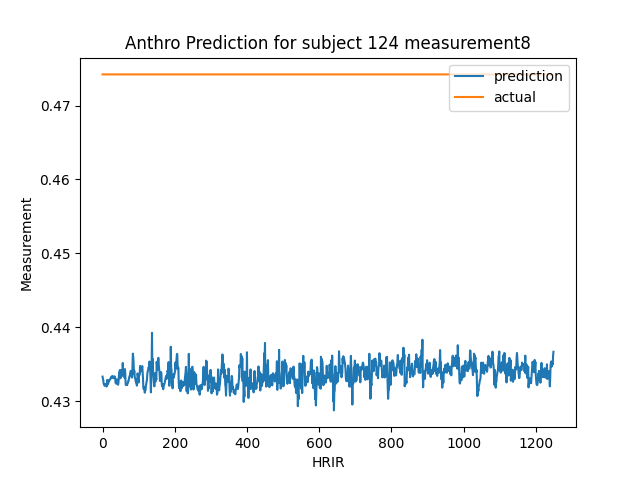 Anthro Prediction for subject 124 measurement8
prediction
actual
0.47
0.46
0.45
0.44
0.43
Measurement
0
200
400
600
800
1000
1200
HRIR